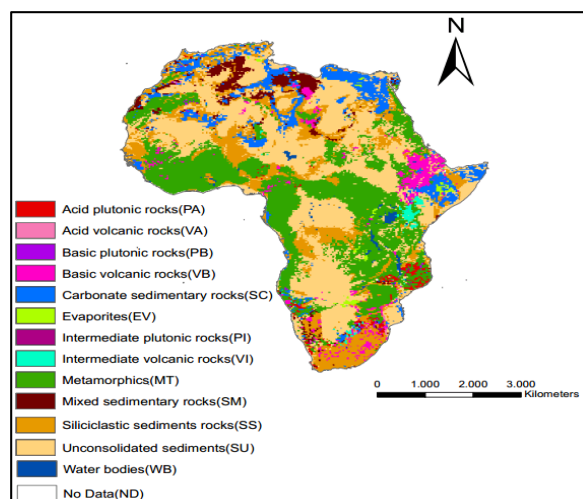 N
Acid plutonic rocks(PA)
Acid volcanic rocks(VA)
Basic plutonic rocks(PB)
Basic volcanic rocks(VB)
Carbonate sedimentary rocks(SC)
Evaporites(EV)
Intermediate plutonic rocks(PI)
Intermediate volcanic rocks(VI)
Metamorphics(MT)
Mixed sedimentary rocks(SM)
Siliciclastic sediments rocks(SS)
Unconsolidated sediments(SU)
Water bodies(WB)
No Data(ND)
0 1.000 2.000 3.000
Kilometers